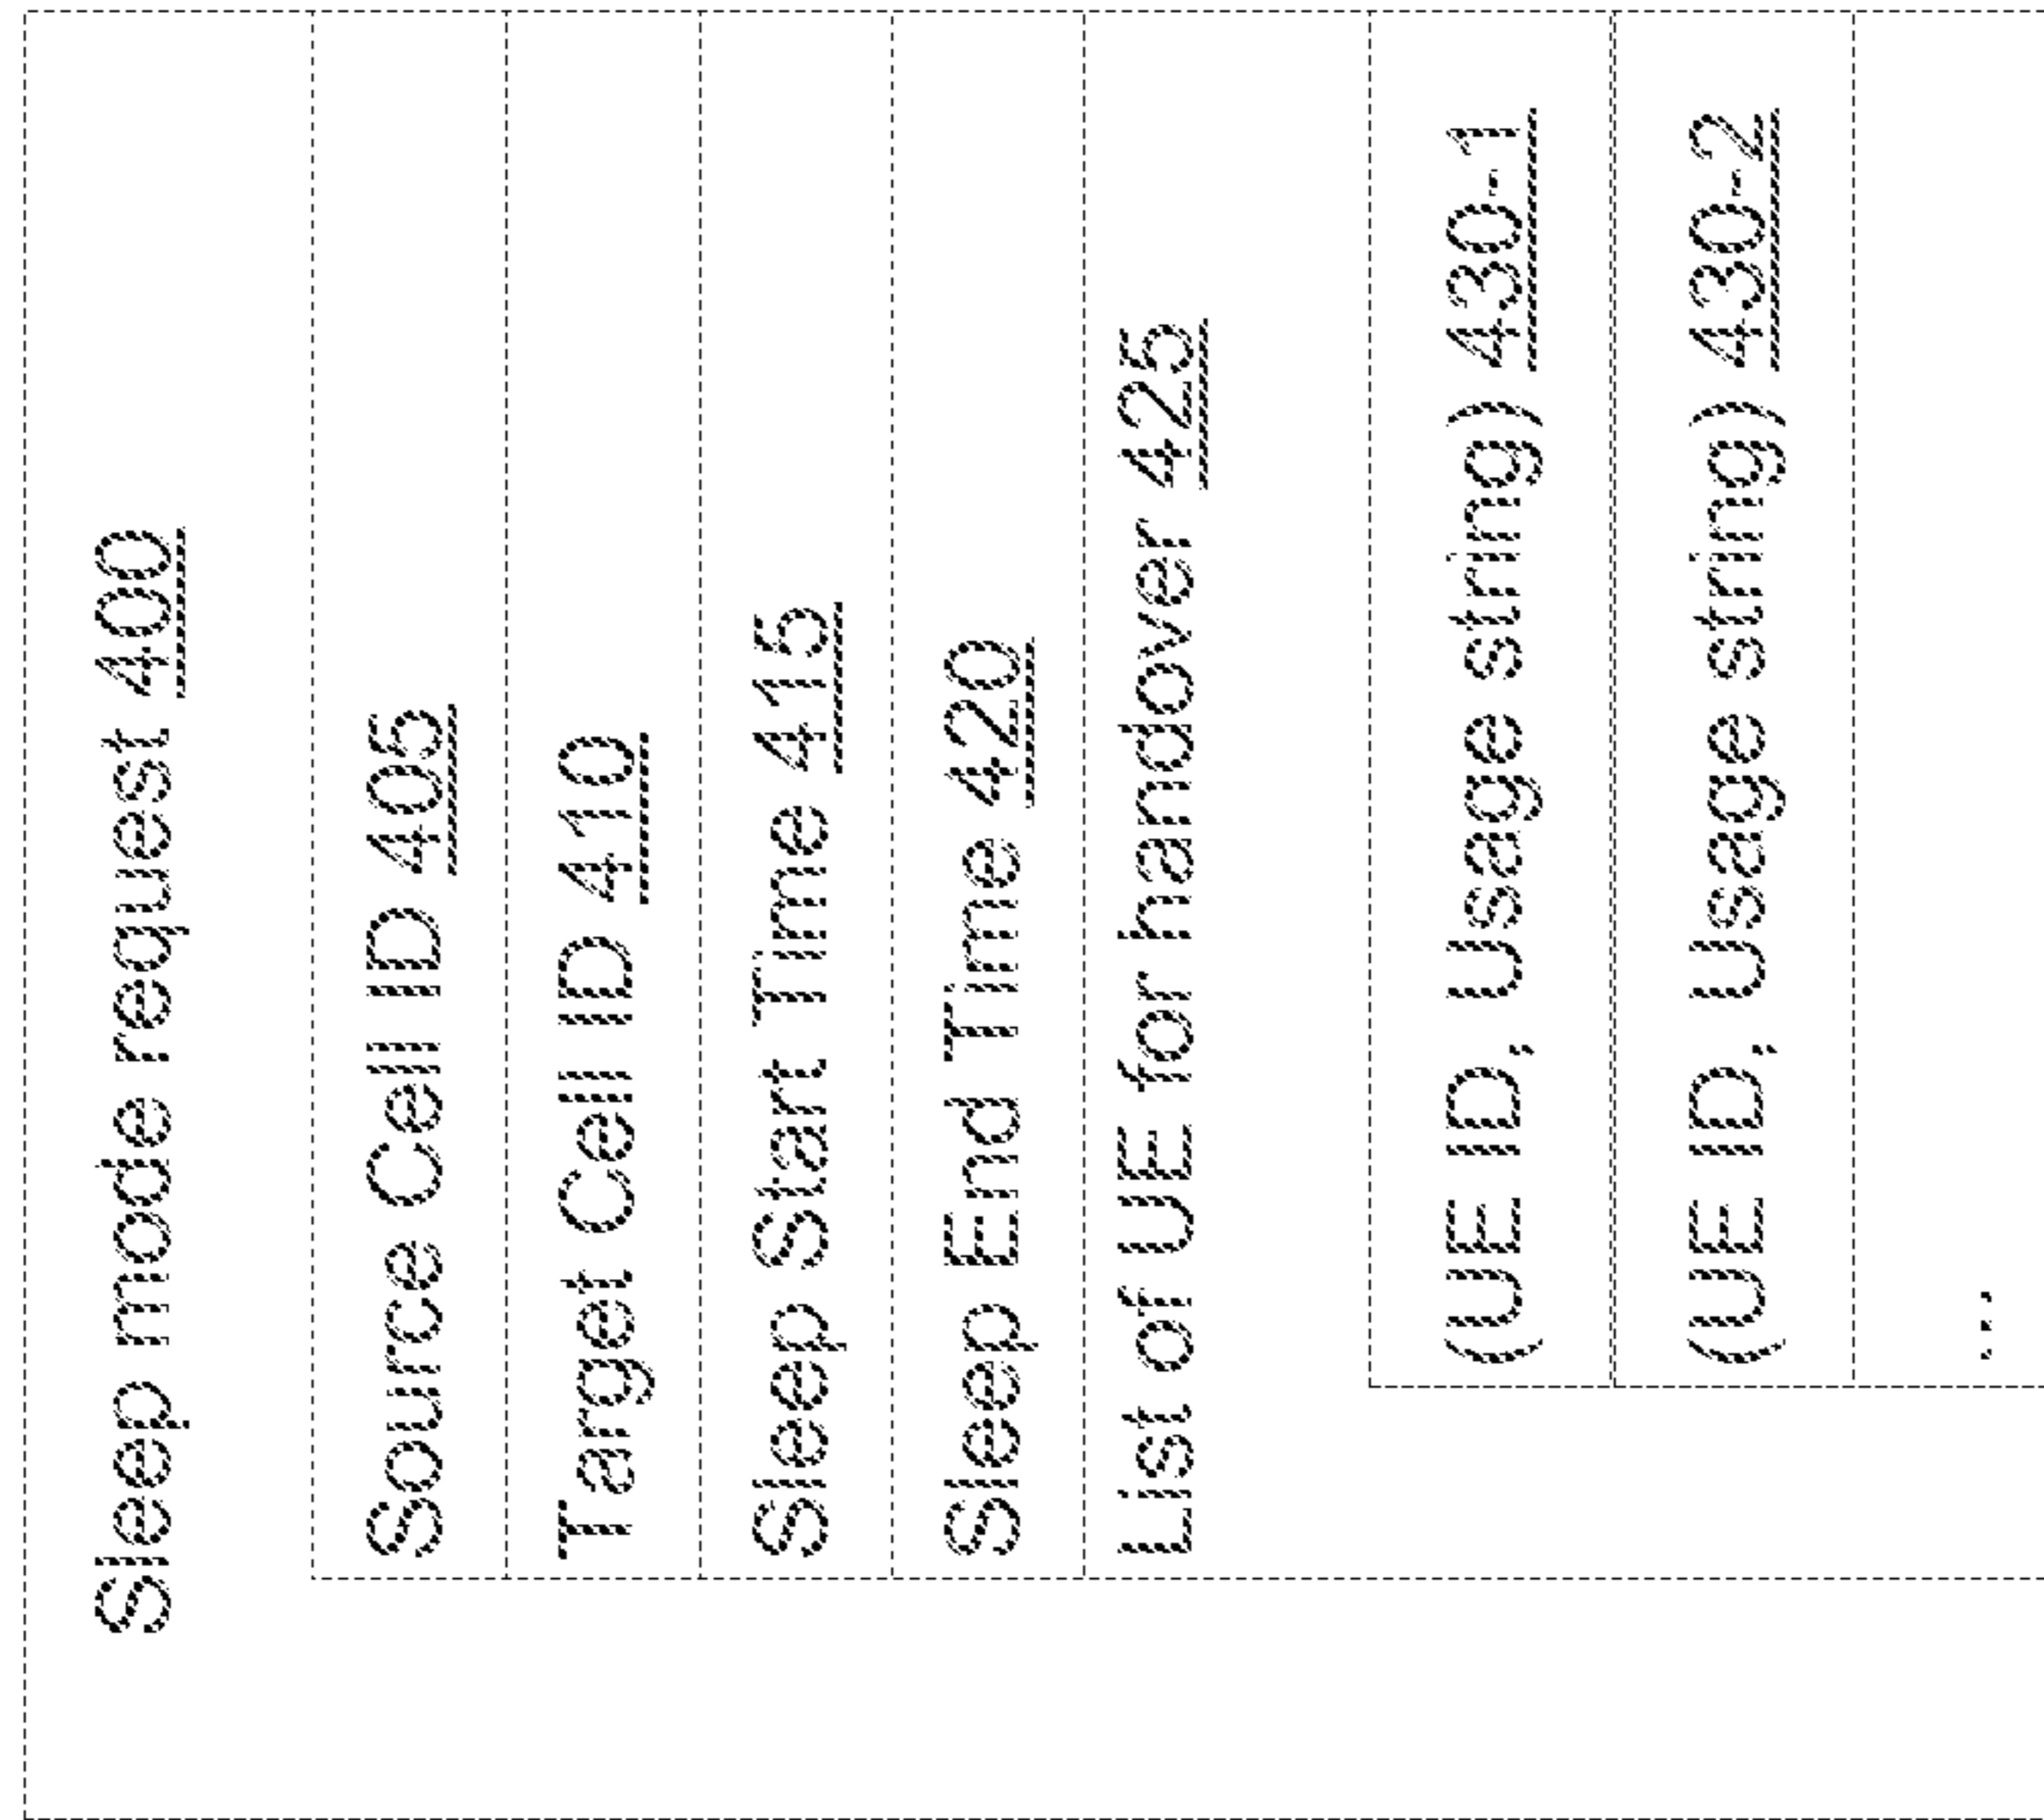 Sleep mode request 400
Source Cell ID 405
Target Cell ID 410
Sleep Start Time 415
Sleep End Time 420
List of UE for handover 425
(UE ID, Usage string) 430-1
(UE ID, Usage string) 430-2
...